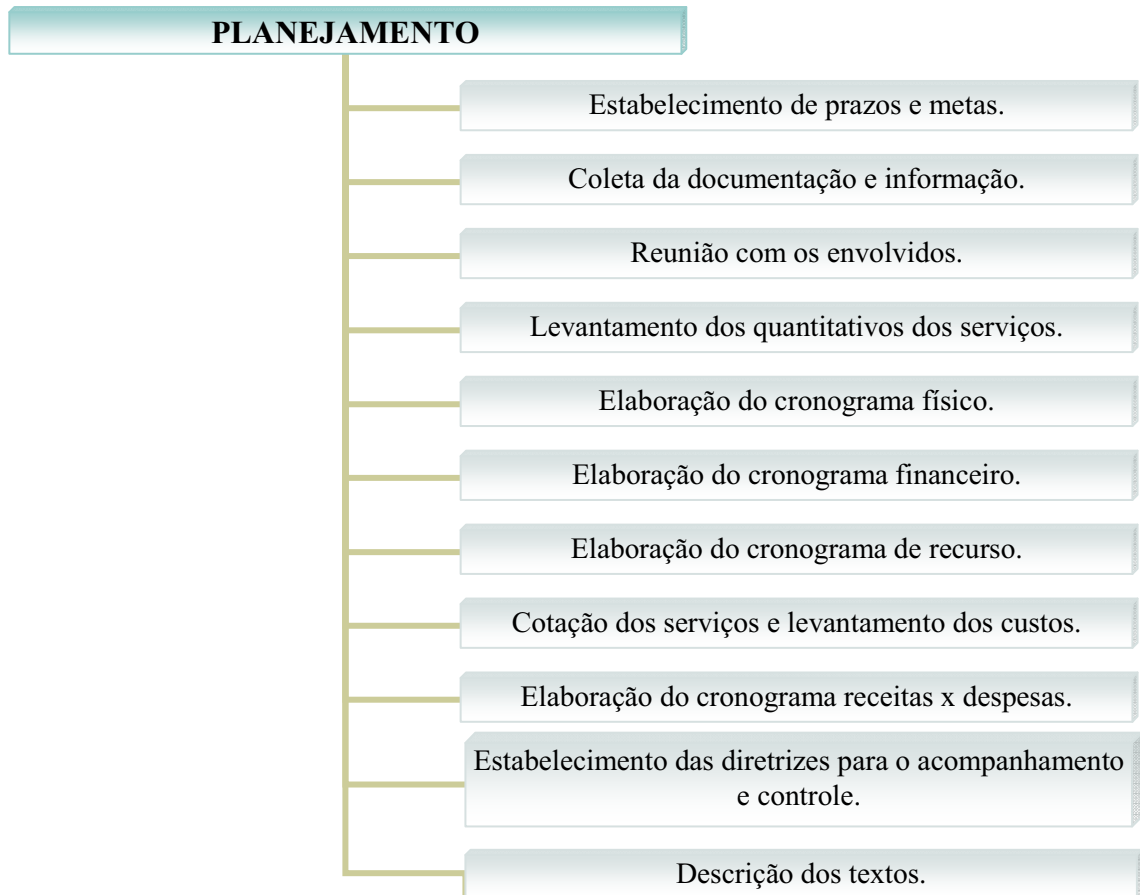 PLANEJAMENTO
Estabelecimento de prazos e metas.
Coleta da documentação e informação.
Reunião com os envolvidos.
Levantamento dos quantitativos dos serviços.
Elaboração do cronograma físico.
Elaboração do cronograma financeiro.
Elaboração do cronograma de recurso.
Cotação dos serviços e levantamento dos custos.
Elaboração do cronograma receitas x despesas.
Estabelecimento das diretrizes para o acompanhamento
e controle.
Descrição dos textos.